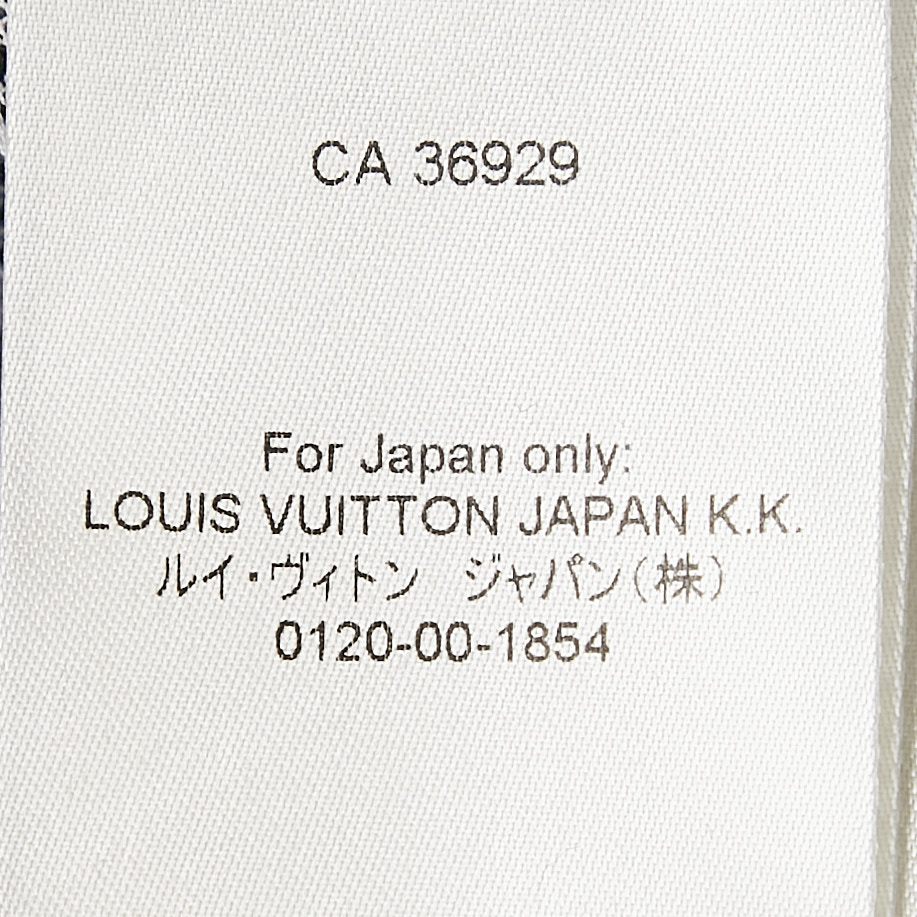 CA 36929
For Japan only:
LOUIS VUITTON JAPAN K.K.
ルイ・ヴィトン　ジャパン（株）
0120-00-1854